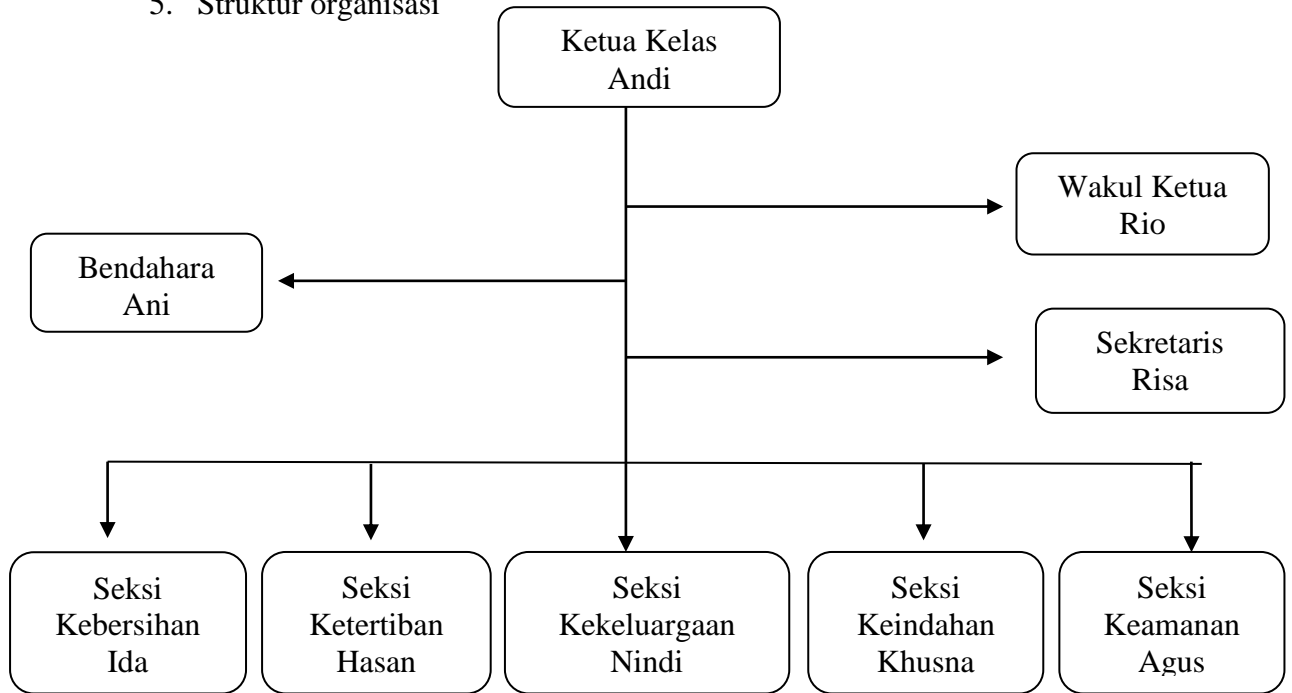 5. Struktur organisasi
Ketua Kelas
Andi
Wakul Ketua
Rio
Bendahara
Ani
Sekretaris
Risa
Seksi
Kebersihan
Ida
Seksi
Ketertiban
Hasan
Seksi
Kekeluargaan
Nindi
Seksi
Keindahan
Khusna
Seksi
Keamanan
Agus